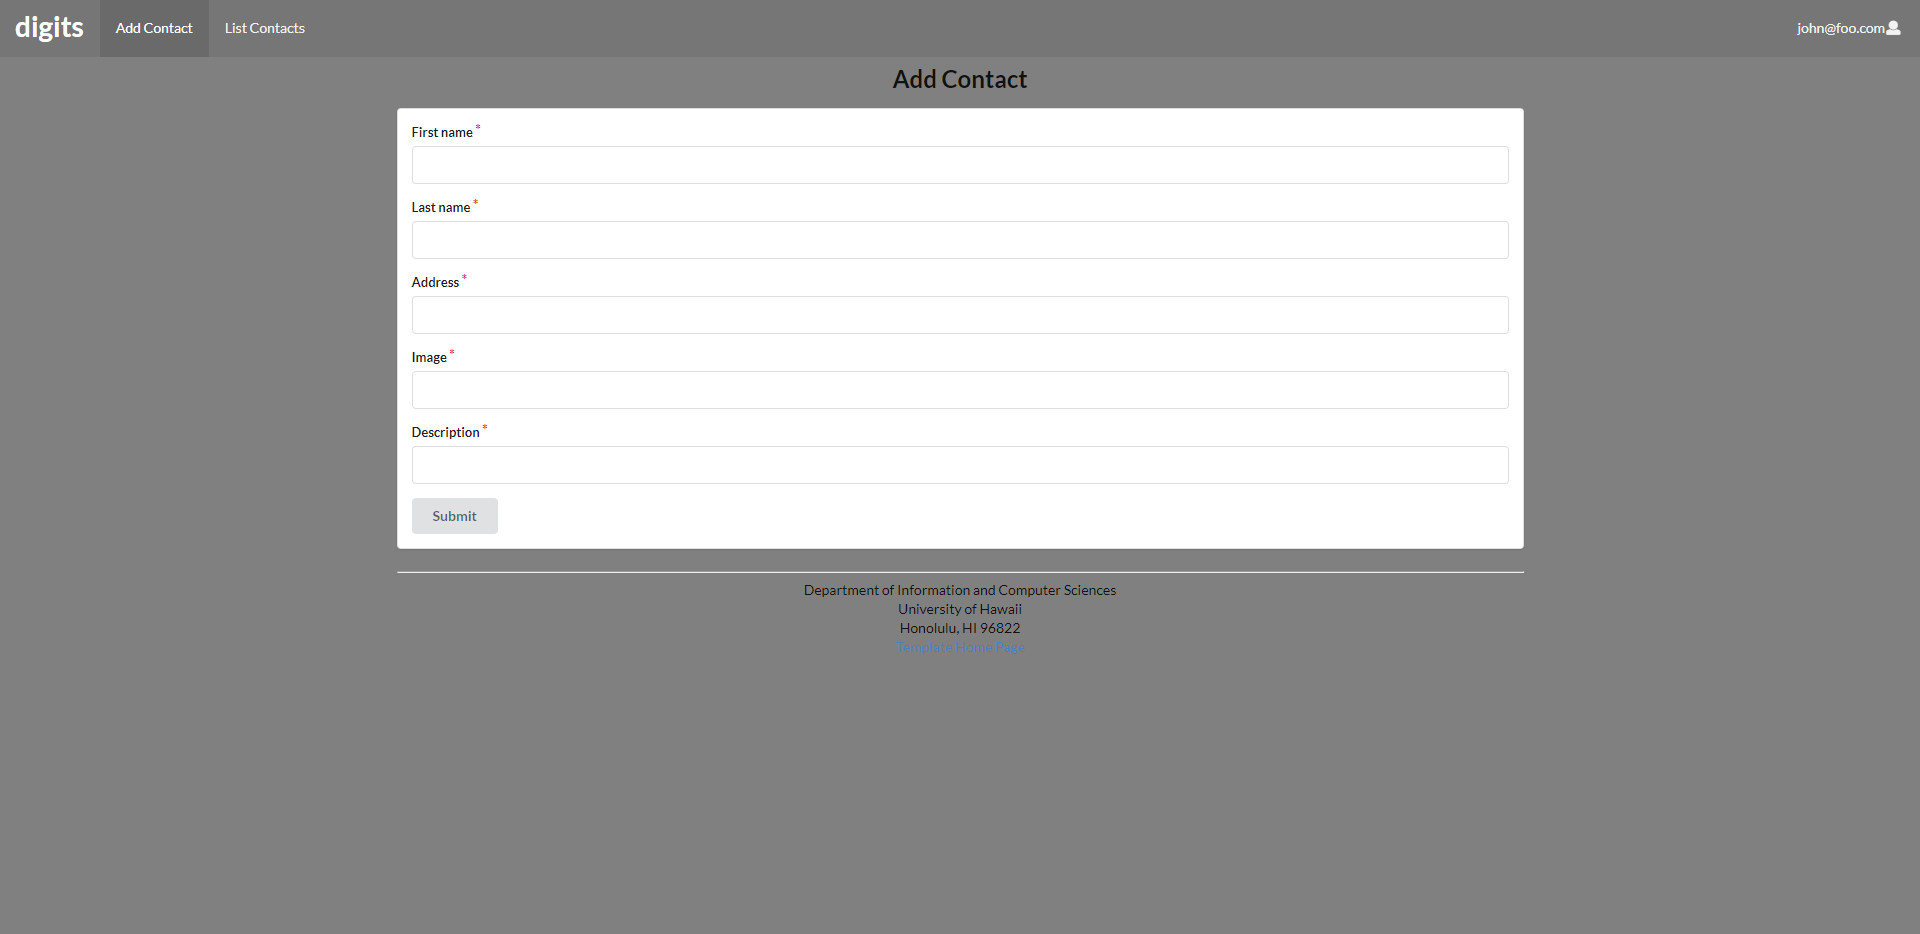 digits
Add Contact
List Contacts
john@foo.com
Add Contact
First name *
Last name *
Address *
Image *
Description *
Submit
Department of Information and Computer Sciences
University of Hawaii
Honolulu, HI 96822
Template Home Page